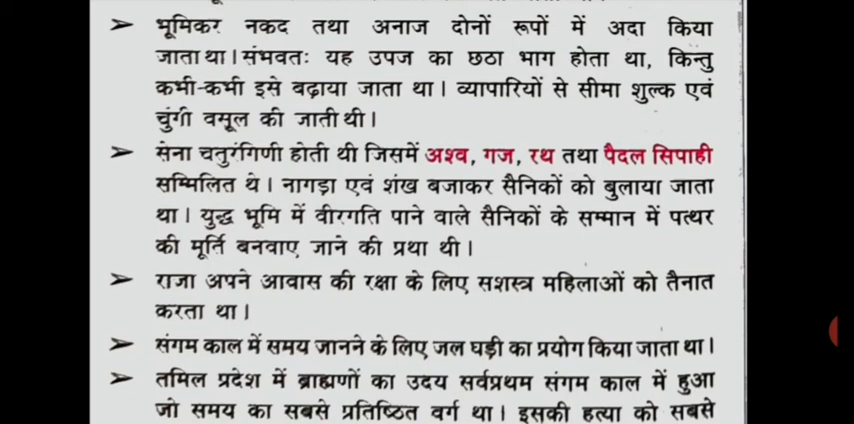 भूमिकर नकद तथा अनाज दोनों रूपों में अदा किया
जाता था। संभवतः यह उपज का छठा भाग होता था, किन्तु
कभी-कभी इसे बढ़ाया जाता था। व्यापारियों से सीमा शुल्क एवं
चुंगी वसूल की जाती थी।
सेना चतुरंगिणी होती थी जिसमें अश्व, गज, रथ तथा पैदल सिपाही
सम्मिलित थे। नागड़ा एवं शंख बजाकर सैनिकों को बुलाया जाता
था। युद्ध भूमि में वीरगति पाने वाले सैनिकों के सम्मान में पत्थर
की मूर्ति बनवाए जाने की प्रथा थी।
राजा अपने आवास की रक्षा के लिए सशस्त्र महिलाओं को तैनात
करता था।
संगम काल में समय जानने के लिए जल घड़ी का प्रयोग किया जाता था।
तमिल प्रदेश में ब्राह्मणों का उदय सर्वप्रथम संगम काल में हुआ
जो समय का सबसे प्रतिष्ठित वर्ग था। इसकी हत्या को सबसे